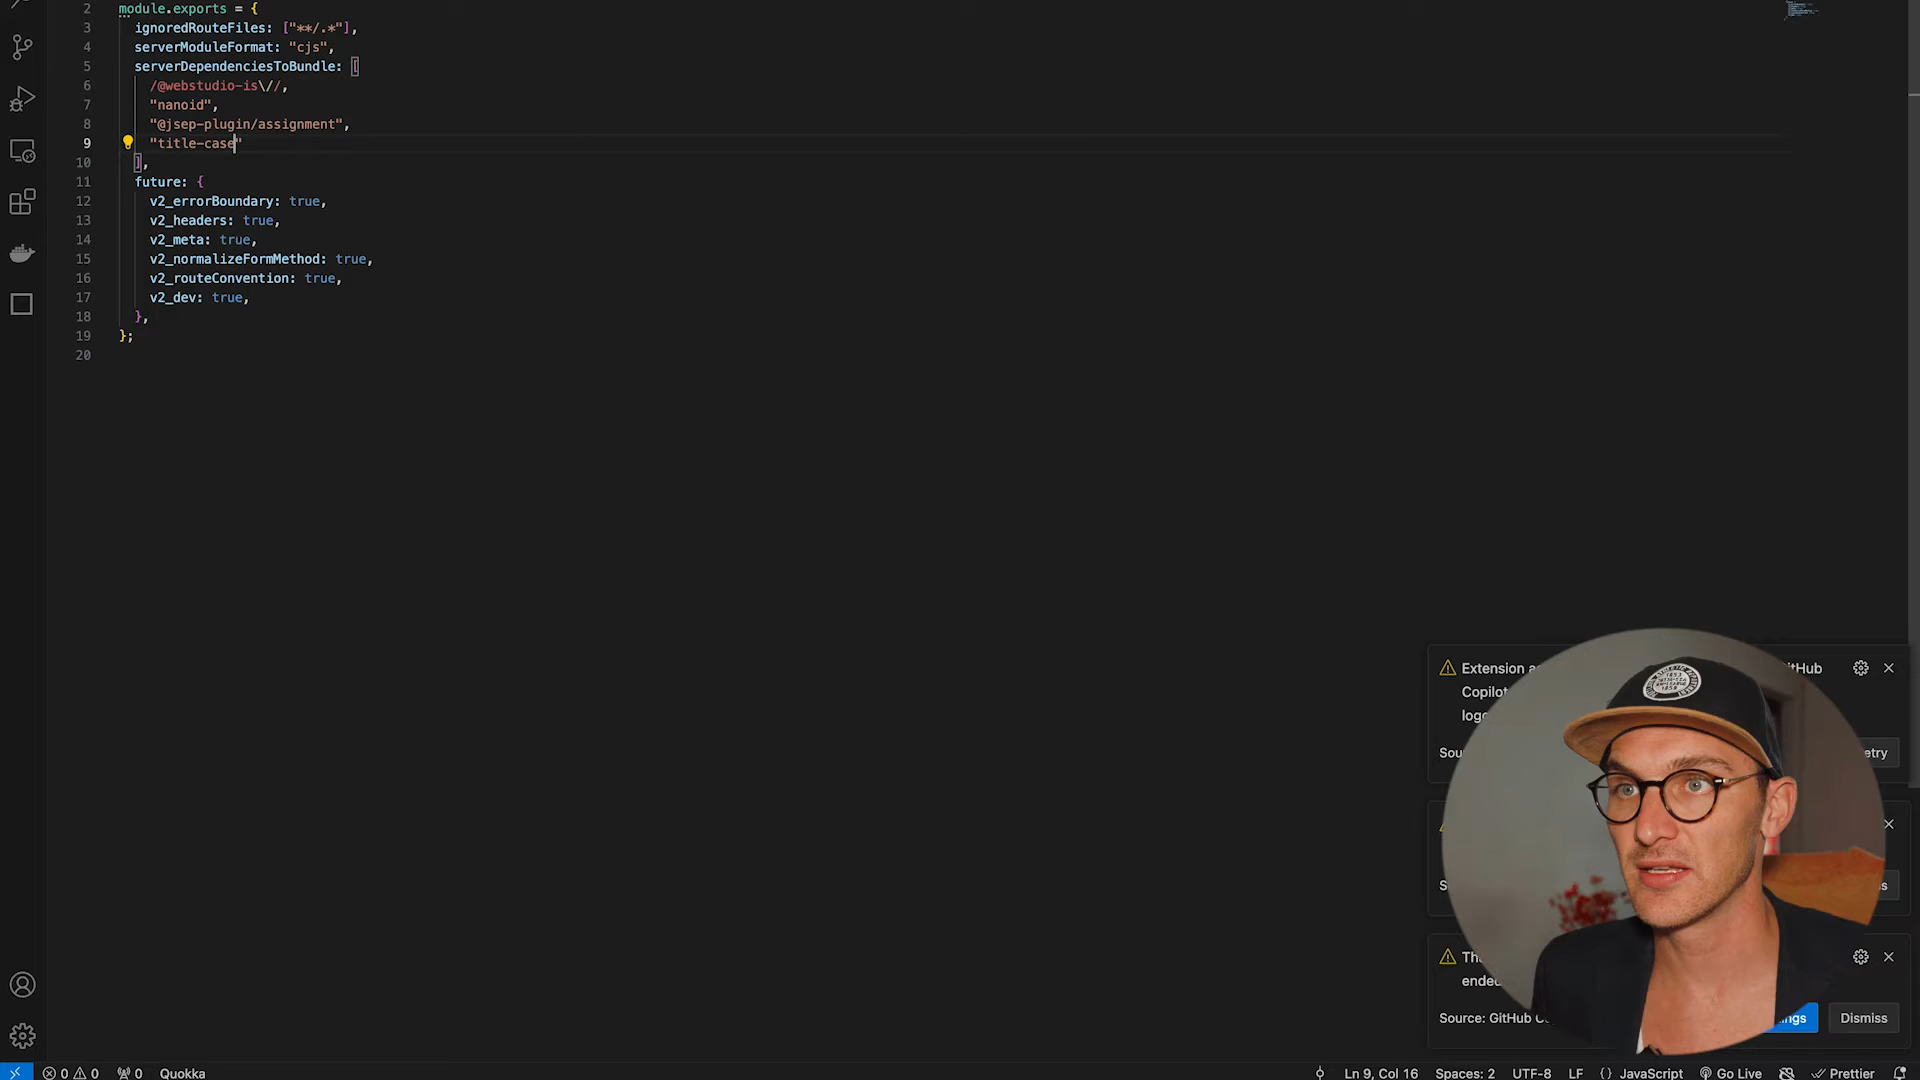 2 module.exports = {
3 ignoredRouteFiles: ["**/.*"],
4 serverModuleFormat: "cjs",
5 serverDependenciesToBundle: [
6 /@webstudio-is\//,
7 "nanoid",
8 "@jsep-plugin/assignment",
9 "title-case"
10 ],
11 future: {
12 v2_errorBoundary: true,
13 v2_headers: true,
14 v2_meta: true,
15 v2_normalizeFormMethod: true,
16 v2_routeConvention: true,
17 v2_dev: true,
18 },
19 };
20
Extension
Copilot
Dismiss
Source: GitHub
0 0 0 Quokka Ln 9, Col 16 Spaces: 2 UTF-8 LF {} JavaScript Go Live Prettier